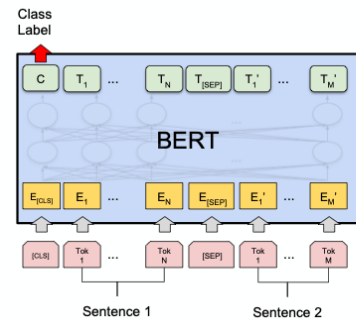 Class
Label
C T1 ... TN T[SEP] T1' ... TM'
BERT
E[CLS] E1 ... EN E[SEP] E1' ... EM'
[CLS] Tok 1 ... Tok N [SEP] Tok 1 ... Tok M
Sentence 1 Sentence 2